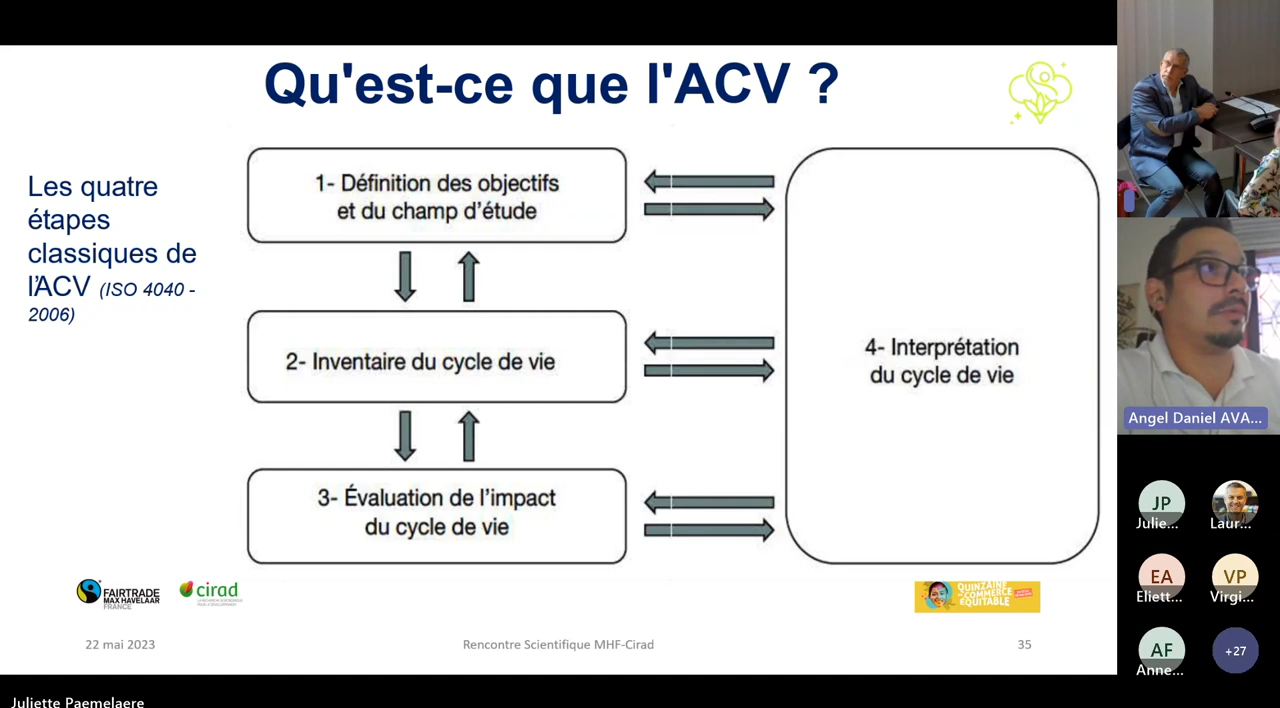 Qu'est-ce que l'ACV ?
Les quatre
étapes
classiques de
l'ACV (ISO 4040 -
2006)
1- Définition des objectifs
et du champ d'étude
2- Inventaire du cycle de vie
3- Évaluation de l'impact
du cycle de vie
4- Interprétation
du cycle de vie
FAIRTRADE
MAX HAVELAAR
FRANCE
cirad
QUINZAINE
COMMERCE
ÉQUITABLE
22 mai 2023
Rencontre Scientifique MHF-Cirad
35
Angel Daniel AVA...
JP
Julie...
Laur...
EA
Eliett...
VP
Virgi...
AF
Anne...
+27
Juliette Paemelaere